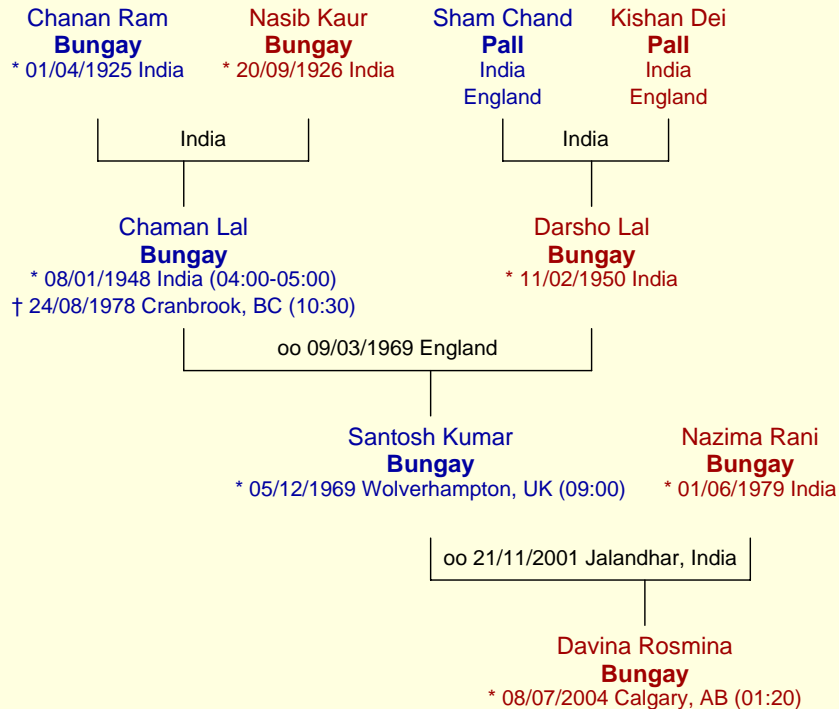 Chanan Ram
Bungay
* 01/04/1925 India
Nasib Kaur
Bungay
* 20/09/1926 India
Sham Chand
Pall
India
England
Kishan Dei
Pall
India
England
India
India
Chaman Lal
Bungay
* 08/01/1948 India (04:00-05:00)
† 24/08/1978 Cranbrook, BC (10:30)
Darsho Lal
Bungay
* 11/02/1950 India
oo 09/03/1969 England
Santosh Kumar
Bungay
* 05/12/1969 Wolverhampton, UK (09:00)
Nazima Rani
Bungay
* 01/06/1979 India
oo 21/11/2001 Jalandhar, India
Davina Rosmina
Bungay
* 08/07/2004 Calgary, AB (01:20)